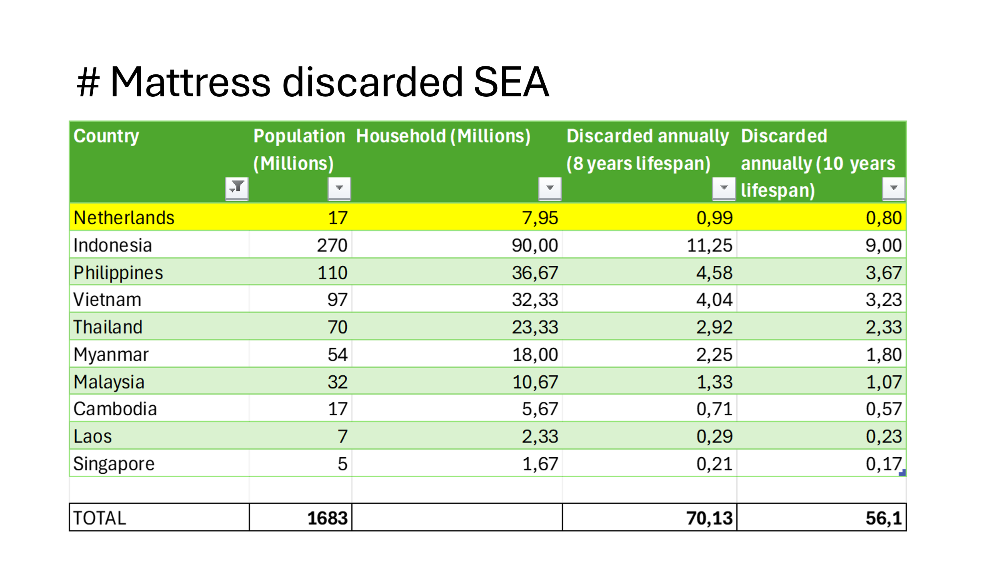 # Mattress discarded SEA
Country Population (Millions) Household (Millions) Discarded annually (8 years lifespan) Discarded annually (10 years lifespan)
Netherlands 17 7,95 0,99 0,80
Indonesia 270 90,00 11,25 9,00
Philippines 110 36,67 4,58 3,67
Vietnam 97 32,33 4,04 3,23
Thailand 70 23,33 2,92 2,33
Myanmar 54 18,00 2,25 1,80
Malaysia 32 10,67 1,33 1,07
Cambodia 17 5,67 0,71 0,57
Laos 7 2,33 0,29 0,23
Singapore 5 1,67 0,21 0,17
TOTAL 1683 70,13 56,1